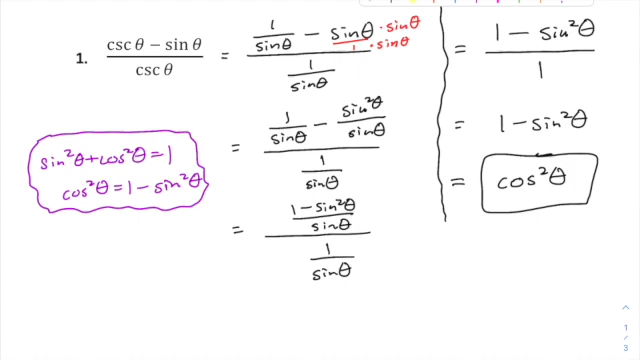 1. (csc θ − sin θ)/(csc θ) = (1/sinθ − sinθ/1 · sinθ/sinθ)/(1/sinθ)
= (1/sinθ − sin²θ/sinθ)/(1/sinθ)
= ((1 − sin²θ)/sinθ)/(1/sinθ)
sin²θ + cos²θ = 1
cos²θ = 1 − sin²θ
= (1 − sin²θ)/1
= 1 − sin²θ
= cos²θ
1
/
3